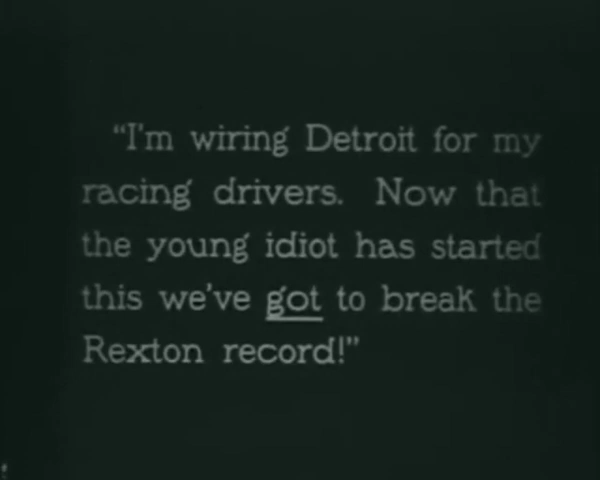 “I'm wiring Detroit for my
racing drivers. Now that
the young idiot has started
this we've got to break the
Rexton record!”